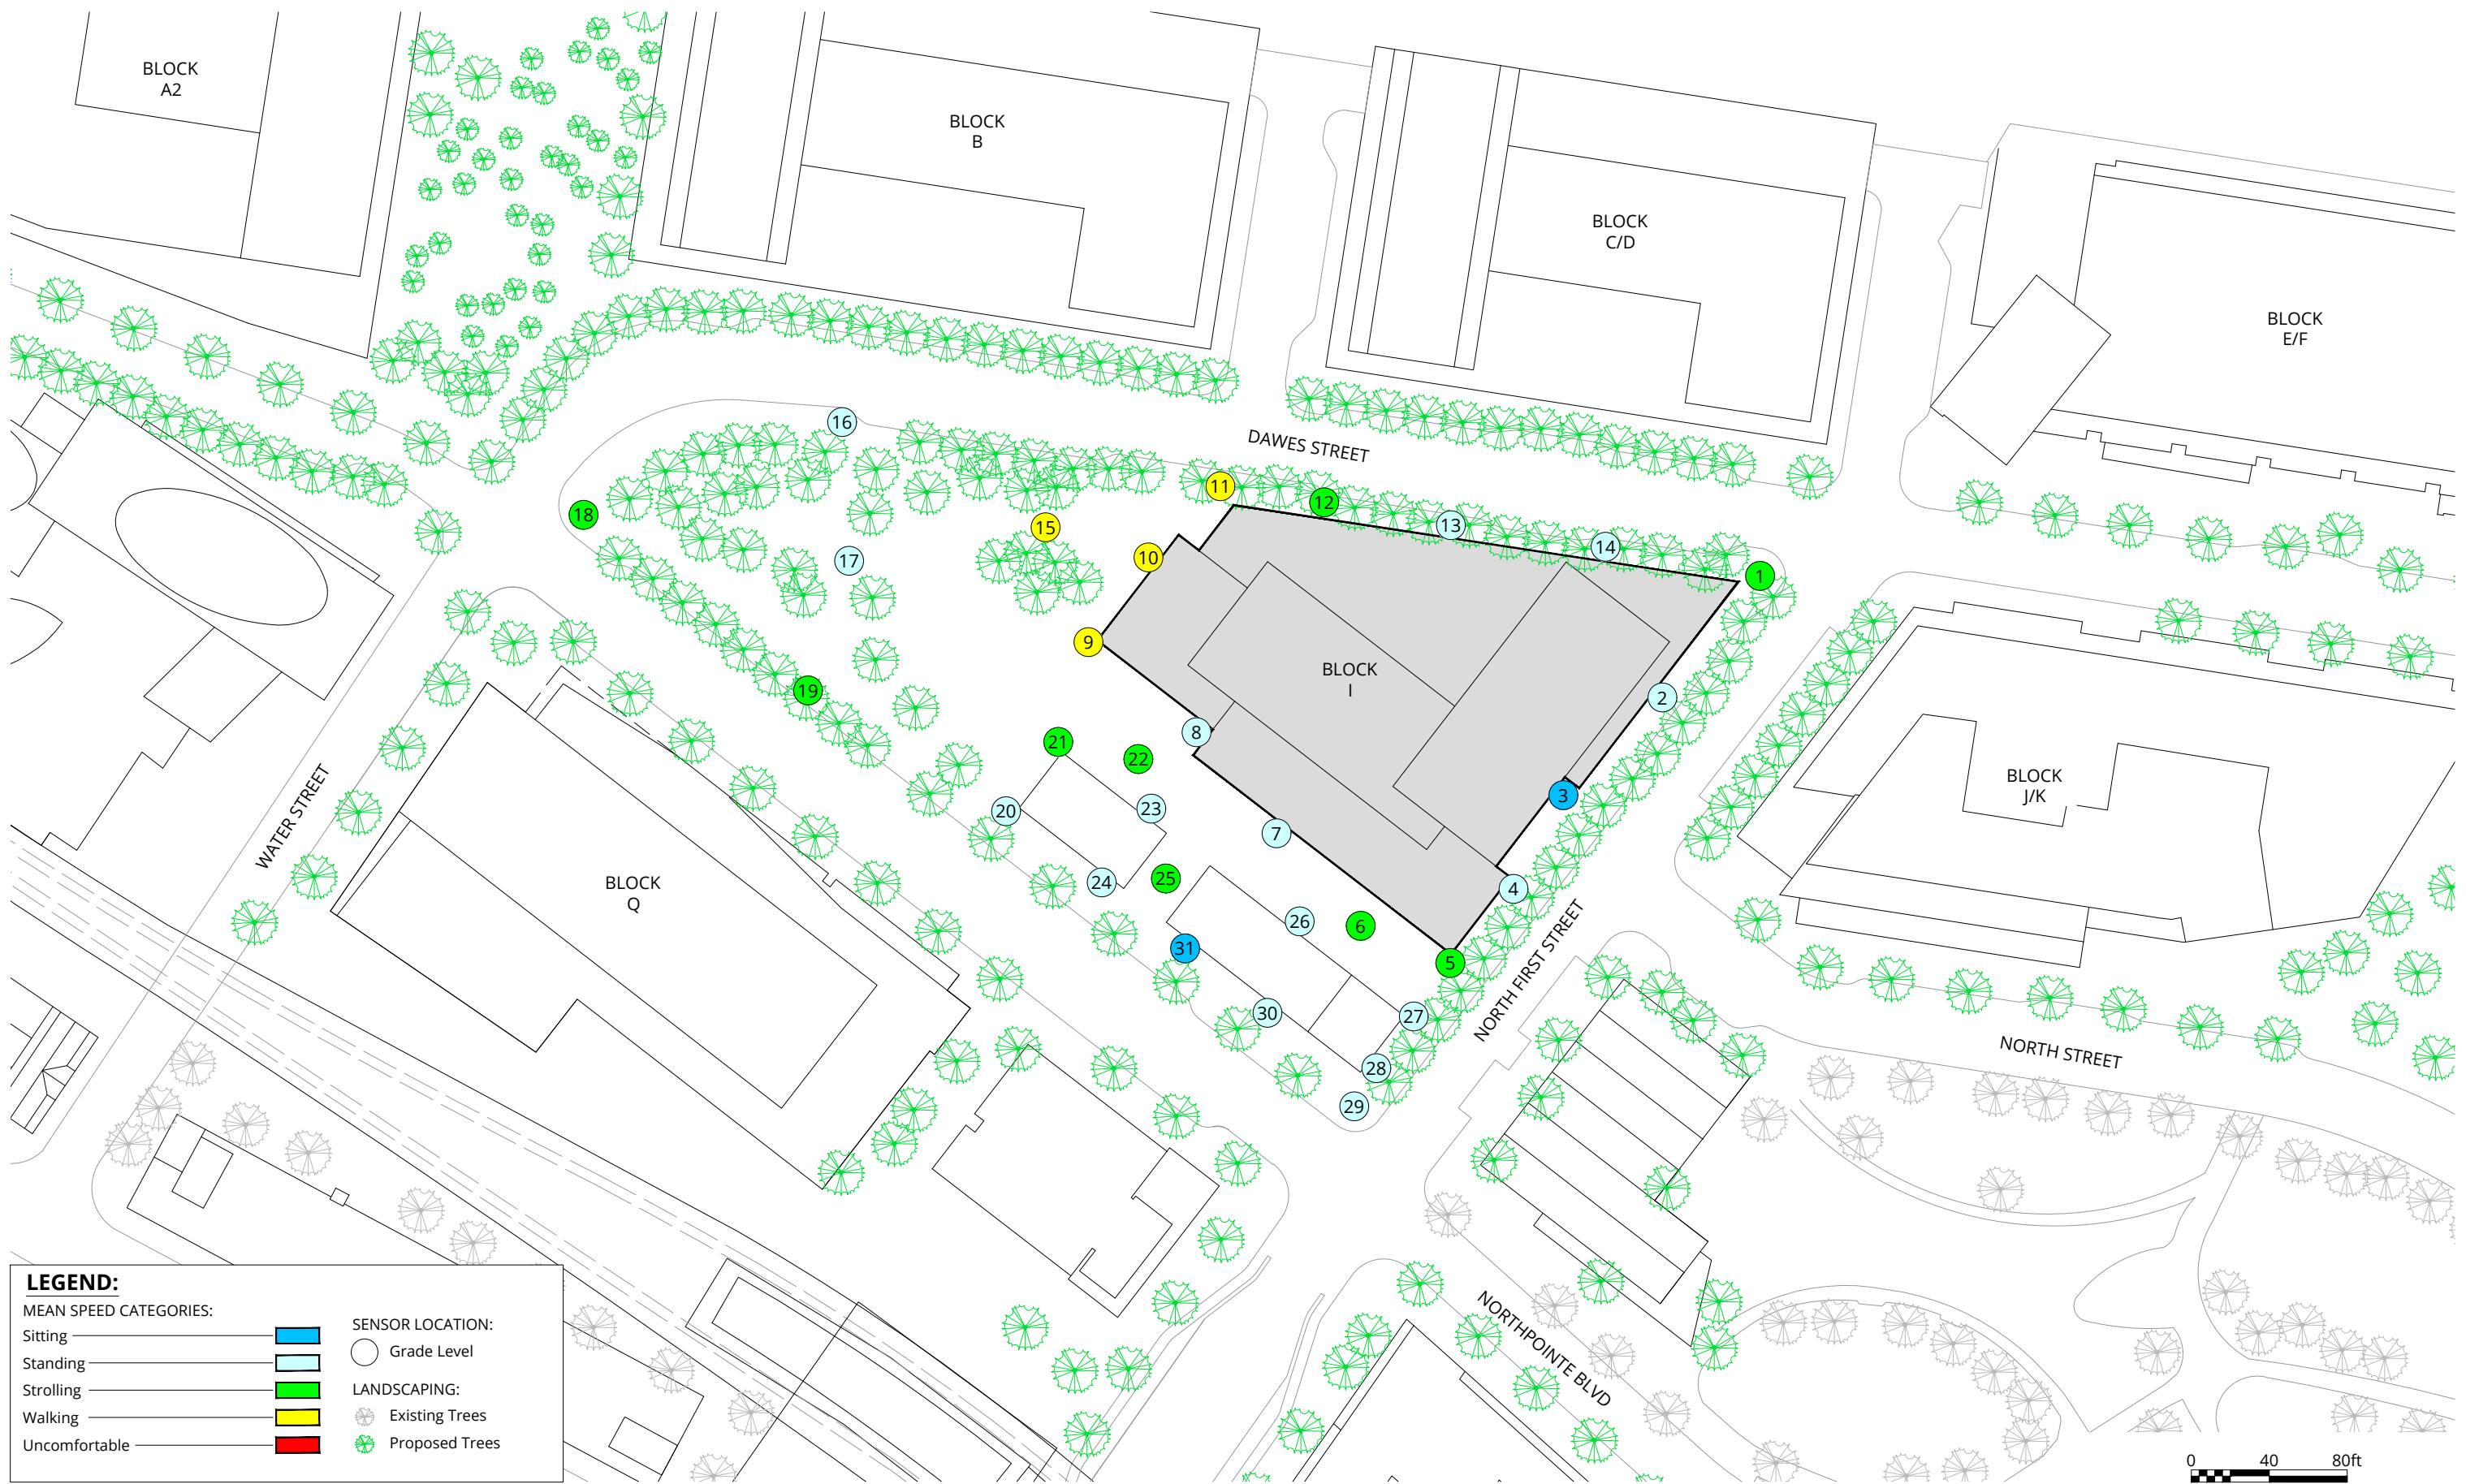 BLOCK
A2
BLOCK
B
BLOCK
C/D
BLOCK
E/F
DAWES STREET
16
11
12
13
14
15
18
17
10
1
9
BLOCK
I
19
2
8
21
22
3
BLOCK
J/K
20
23
7
WATER STREET
BLOCK
Q
24
25
4
26
6
31
5
NORTH FIRST STREET
30
27
28
29
NORTH STREET
NORTHPOINTE BLVD
LEGEND:
MEAN SPEED CATEGORIES:
Sitting
Standing
Strolling
Walking
Uncomfortable
SENSOR LOCATION:
Grade Level
LANDSCAPING:
Existing Trees
Proposed Trees
0 40 80ft